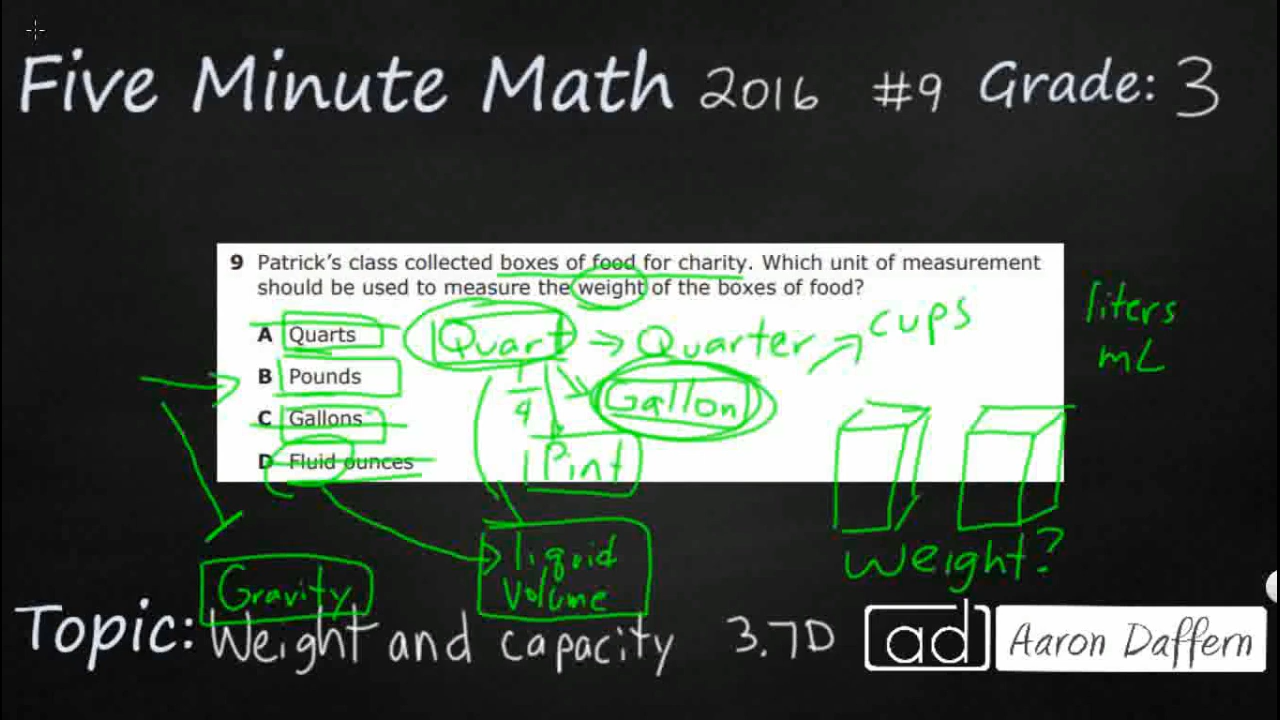 Five Minute Math 2016 #9 Grade: 3
9 Patrick's class collected boxes of food for charity. Which unit of measurement
should be used to measure the weight of the boxes of food?
A Quarts
B Pounds
C Gallons
D Fluid ounces
Quart → Quarter → cups
1/4
Gallon
Pint
liters
mL
Weight?
liquid
Volume
Gravity
Topic: Weight and capacity 3.7D ad Aaron Daffern